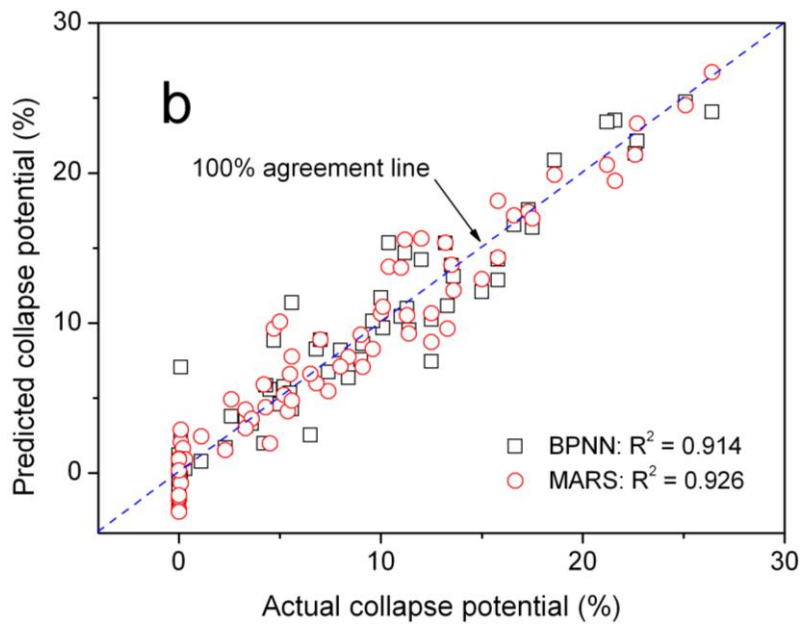 30
20
10
0
Predicted collapse potential (%)
b
100% agreement line
BPNN: R² = 0.914
MARS: R² = 0.926
0 10 20 30
Actual collapse potential (%)